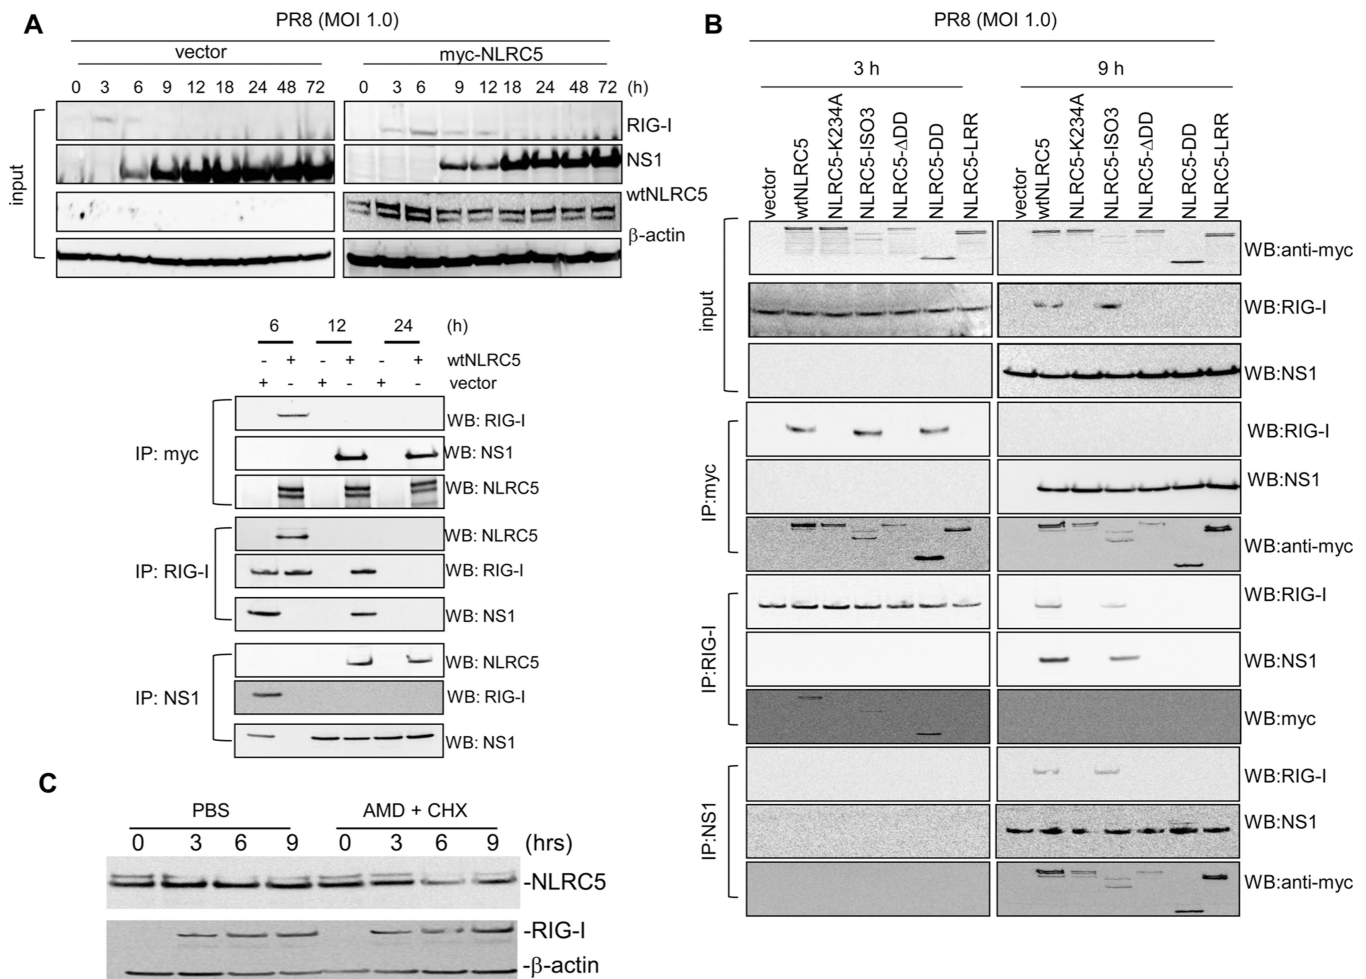 A
PR8 (MOI 1.0)
vector
myc-NLRC5
0 3 6 9 12 18 24 48 72
0 3 6 9 12 18 24 48 72 (h)
input
RIG-I
NS1
wtNLRC5
β-actin
6 12 24 (h)
- + - + - + wtNLRC5
+ - + - + - vector
IP: myc
WB: RIG-I
WB: NS1
WB: NLRC5
IP: RIG-I
WB: NLRC5
WB: RIG-I
WB: NS1
IP: NS1
WB: NLRC5
WB: RIG-I
WB: NS1
B
PR8 (MOI 1.0)
3 h
9 h
vector
wtNLRC5
NLRC5-K234A
NLRC5-ISO3
NLRC5-ΔDD
NLRC5-DD
NLRC5-LRR
vector
wtNLRC5
NLRC5-K234A
NLRC5-ISO3
NLRC5-ΔDD
NLRC5-DD
NLRC5-LRR
input
WB:anti-myc
WB:RIG-I
WB:NS1
IP:myc
WB:RIG-I
WB:NS1
WB:anti-myc
IP:RIG-I
WB:RIG-I
WB:NS1
WB:myc
IP:NS1
WB:RIG-I
WB:NS1
WB:anti-myc
C
PBS
AMD + CHX
0 3 6 9 0 3 6 9 (hrs)
-NLRC5
-RIG-I
-β-actin